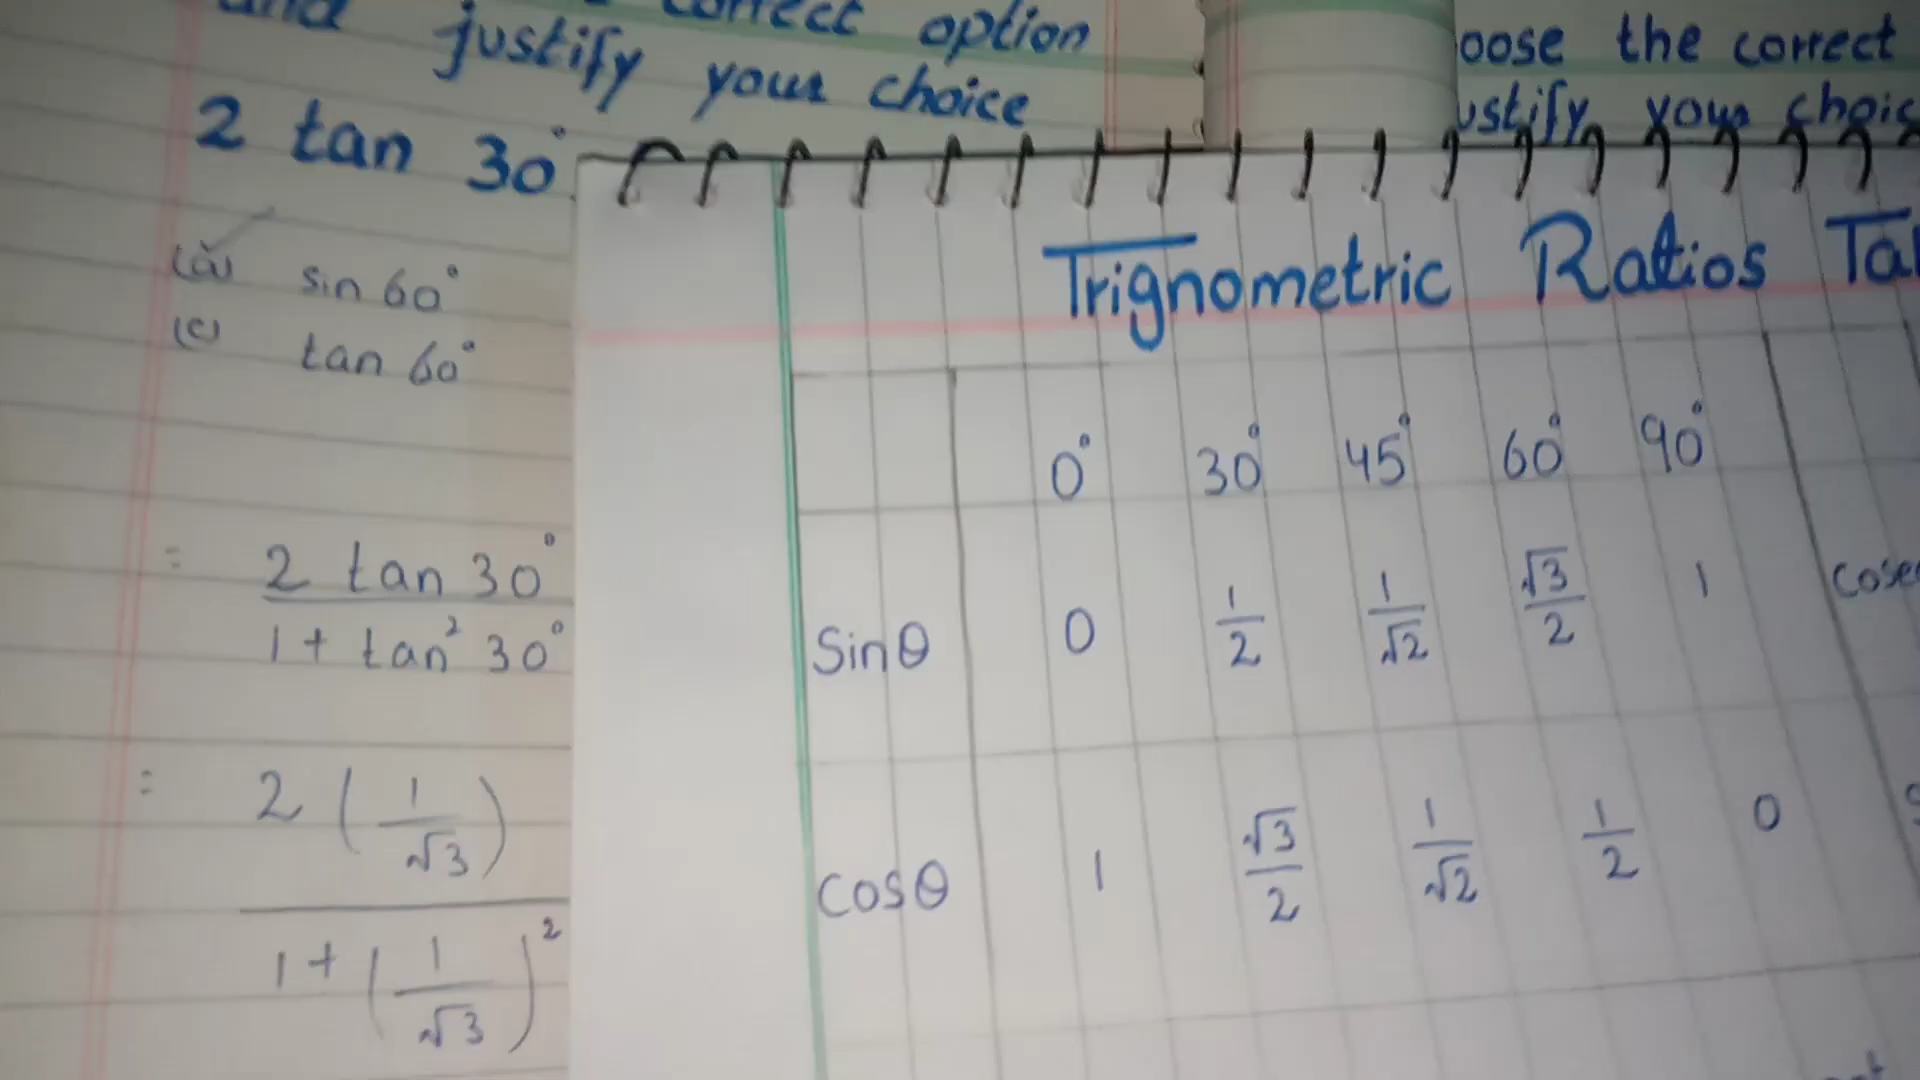 correct option
and justify your choice
2 tan 30°
(a) sin 60°
(c) tan 60°
= 2 tan 30°
1 + tan² 30°
= 2 (1/√3)
1 + (1/√3)²
oose the correct
ustify your choic
Trignometric Ratios Ta
0° 30° 45° 60° 90°
Sinθ 0 1/2 1/√2 √3/2 1 cose
Cosθ 1 √3/2 1/√2 1/2 0